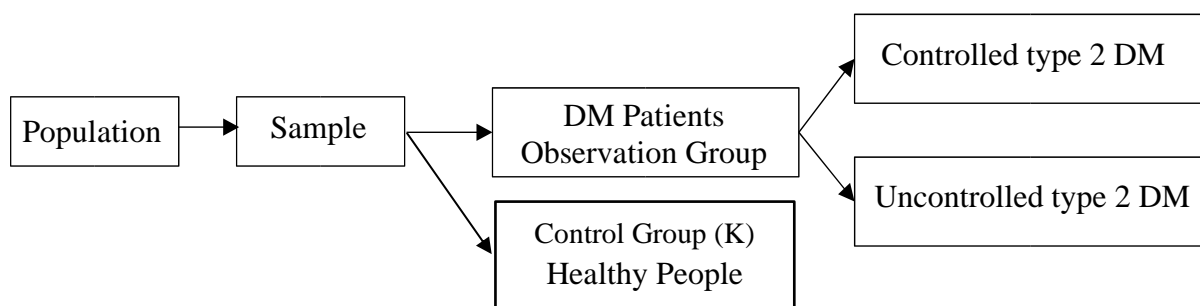 Population
Sample
DM Patients
Observation Group
Control Group (K)
Healthy People
Controlled type 2 DM
Uncontrolled type 2 DM